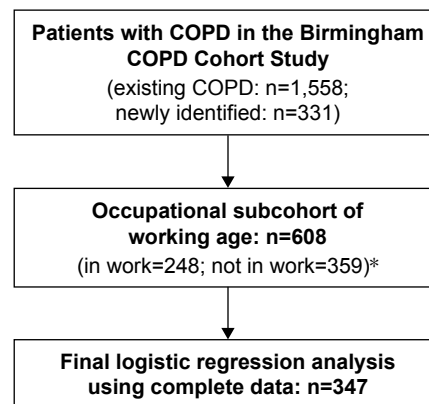 Patients with COPD in the Birmingham
COPD Cohort Study
(existing COPD: n=1,558;
newly identified: n=331)
Occupational subcohort of
working age: n=608
(in work=248; not in work=359)*
Final logistic regression analysis
using complete data: n=347